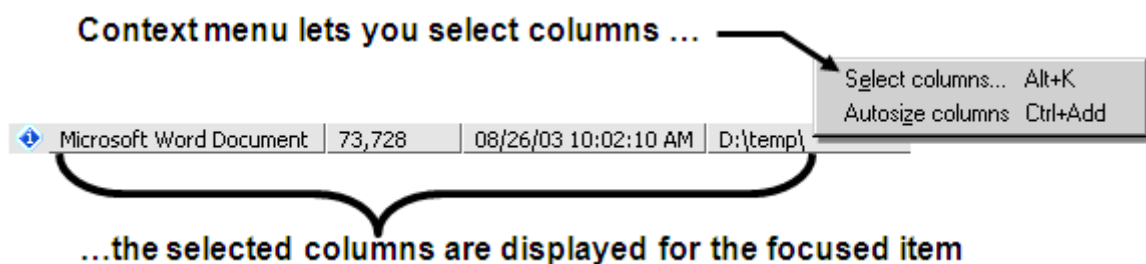 Context menu lets you select columns ...
Select columns... Alt+K
Autosize columns Ctrl+Add
Microsoft Word Document 73,728 08/26/03 10:02:10 AM D:\temp\
...the selected columns are displayed for the focused item